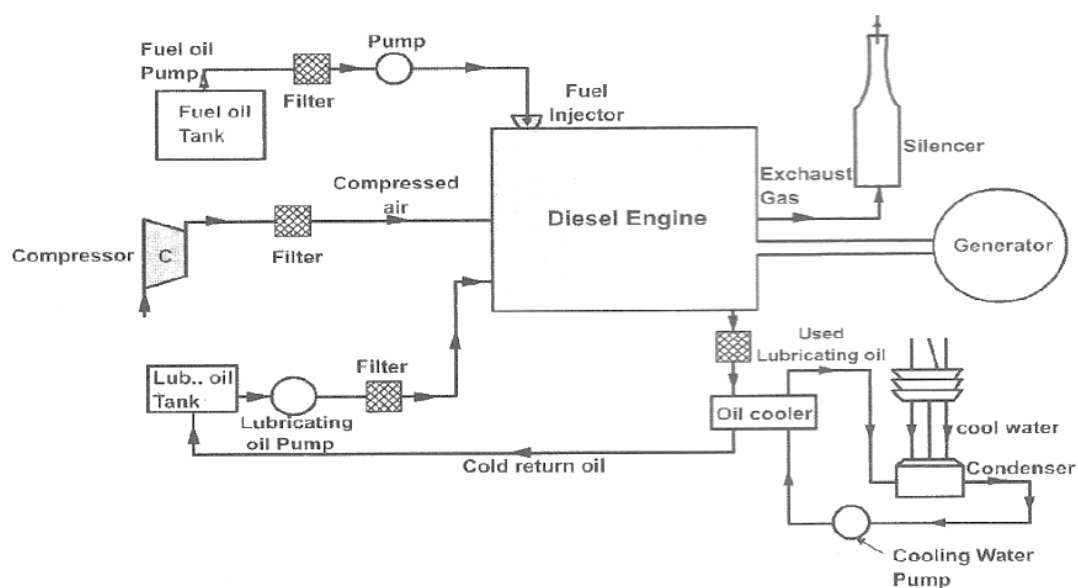 Fuel oil
Pump
Fuel oil
Tank
Filter
Pump
Fuel
Injector
Silencer
Exchaust
Gas
Compressed
air
Diesel Engine
Generator
Compressor
C
Filter
Lub.. oil
Tank
Lubricating
oil Pump
Filter
Used
Lubricating oil
Oil cooler
cool water
Condenser
Cold return oil
Cooling Water
Pump